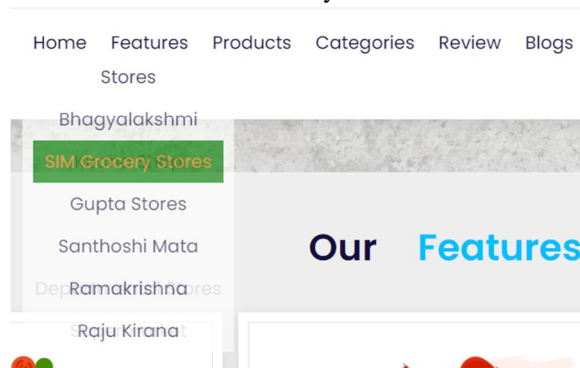 Home Features Products Categories Review Blogs
Stores
Bhagyalakshmi
SIM Grocery Stores
Gupta Stores
Santhoshi Mata
Ramakrishna
Raju Kirana
Our Features